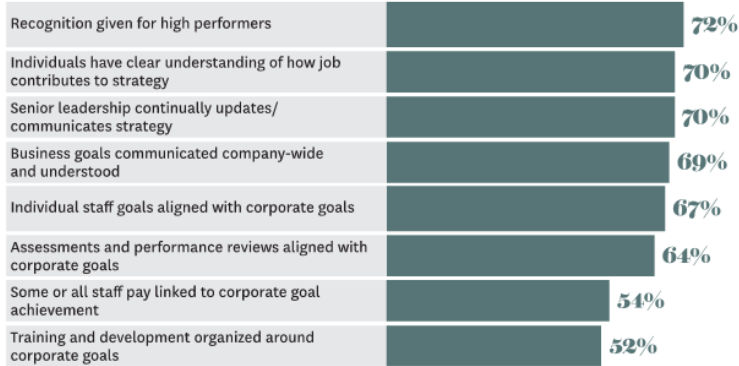 Recognition given for high performers
72%
Individuals have clear understanding of how job
contributes to strategy
70%
Senior leadership continually updates/
communicates strategy
70%
Business goals communicated company-wide
and understood
69%
Individual staff goals aligned with corporate goals
67%
Assessments and performance reviews aligned with
corporate goals
64%
Some or all staff pay linked to corporate goal
achievement
54%
Training and development organized around
corporate goals
52%